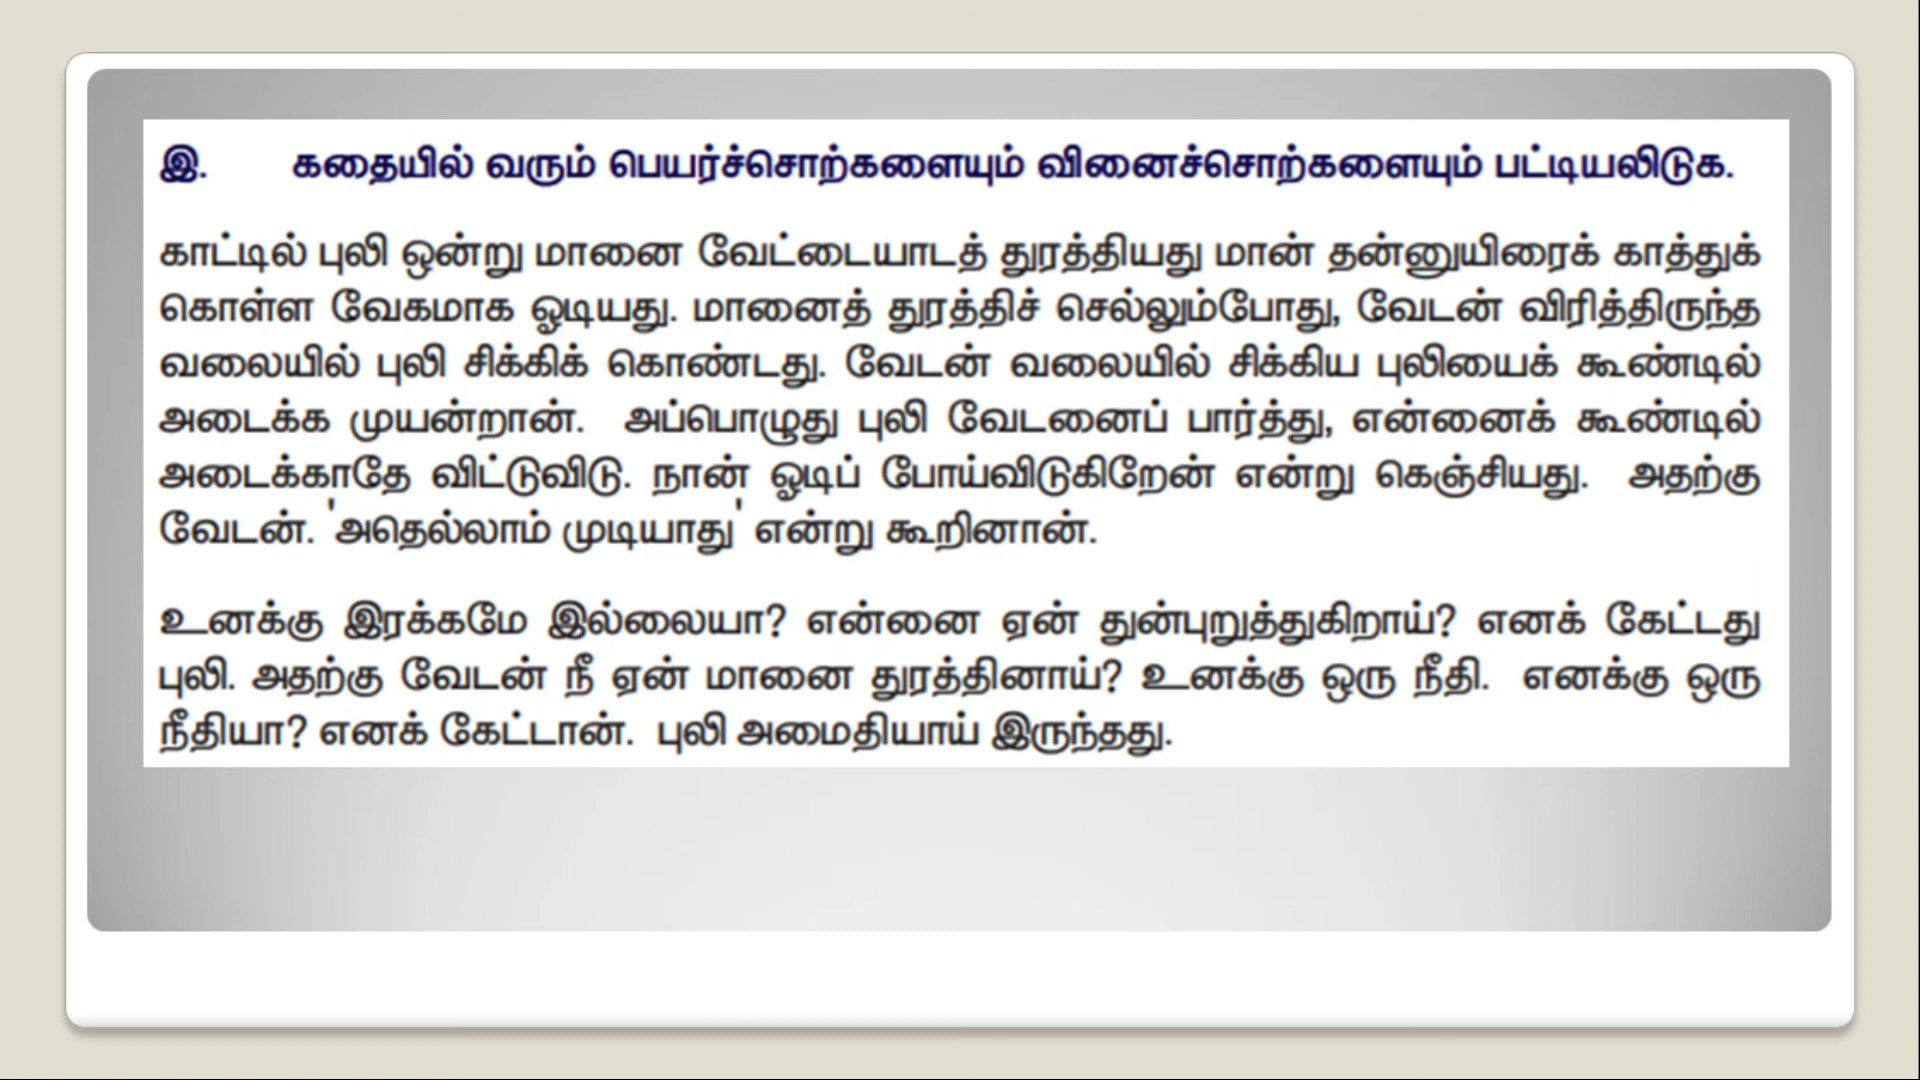 இ. கதையில் வரும் பெயர்ச்சொற்களையும் வினைச்சொற்களையும் பட்டியலிடுக.
காட்டில் புலி ஒன்று மானை வேட்டையாடத் துரத்தியது மான் தன்னுயிரைக் காத்துக்
கொள்ள வேகமாக ஓடியது. மானைத் துரத்திச் செல்லும்போது, வேடன் விரித்திருந்த
வலையில் புலி சிக்கிக் கொண்டது. வேடன் வலையில் சிக்கிய புலியைக் கூண்டில்
அடைக்க முயன்றான். அப்பொழுது புலி வேடனைப் பார்த்து, என்னைக் கூண்டில்
அடைக்காதே விட்டுவிடு. நான் ஓடிப் போய்விடுகிறேன் என்று கெஞ்சியது. அதற்கு
வேடன். 'அதெல்லாம் முடியாது' என்று கூறினான்.
உனக்கு இரக்கமே இல்லையா? என்னை ஏன் துன்புறுத்துகிறாய்? எனக் கேட்டது
புலி. அதற்கு வேடன் நீ ஏன் மானை துரத்தினாய்? உனக்கு ஒரு நீதி. எனக்கு ஒரு
நீதியா? எனக் கேட்டான். புலி அமைதியாய் இருந்தது.